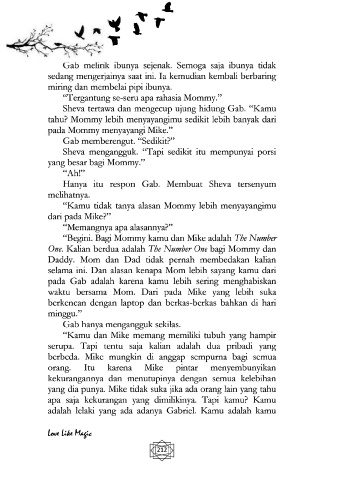 Gab melirik ibunya sejenak. Semoga saja ibunya tidak
sedang mengerjainya saat ini. Ia kemudian kembali berbaring
miring dan membelai pipi ibunya.
“Tergantung se-seru apa rahasia Mommy.”
Sheva tertawa dan mengecup ujung hidung Gab. “Kamu
tahu? Mommy lebih menyayangimu sedikit lebih banyak dari
pada Mommy menyayangi Mike.”
Gab memberengut. “Sedikit?”
Sheva mengangguk. “Tapi sedikit itu mempunyai porsi
yang besar bagi Mommy.”
“Ah!”
Hanya itu respon Gab. Membuat Sheva tersenyum
melihatnya.
“Kamu tidak tanya alasan Mommy lebih menyayangimu
dari pada Mike?”
“Memangnya apa alasannya?”
“Begini. Bagi Mommy kamu dan Mike adalah The Number
One. Kalian berdua adalah The Number One bagi Mommy dan
Daddy. Mom dan Dad tidak pernah membedakan kalian
selama ini. Dan alasan kenapa Mom lebih sayang kamu dari
pada Gab adalah karena kamu lebih sering menghabiskan
waktu bersama Mom. Dari pada Mike yang lebih suka
berkencan dengan laptop dan berkas-berkas bahkan di hari
minggu.”
Gab hanya mengangguk sekilas.
“Kamu dan Mike memang memiliki tubuh yang hampir
serupa. Tapi tentu saja kalian adalah dua pribadi yang
berbeda. Mike mungkin di anggap sempurna bagi semua
orang. Itu karena Mike pintar menyembunyikan
kekurangannya dan menutupinya dengan semua kelebihan
yang dia punya. Mike tidak suka jika ada orang lain yang tahu
apa saja kekurangan yang dimilikinya. Tapi kamu? Kamu
adalah lelaki yang ada adanya Gabriel. Kamu adalah kamu
Love Like Magic
212